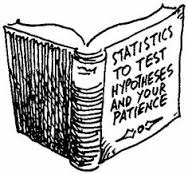 STATISTICS
TO TEST
HYPOTHESES
AND YOUR
PATIENCE